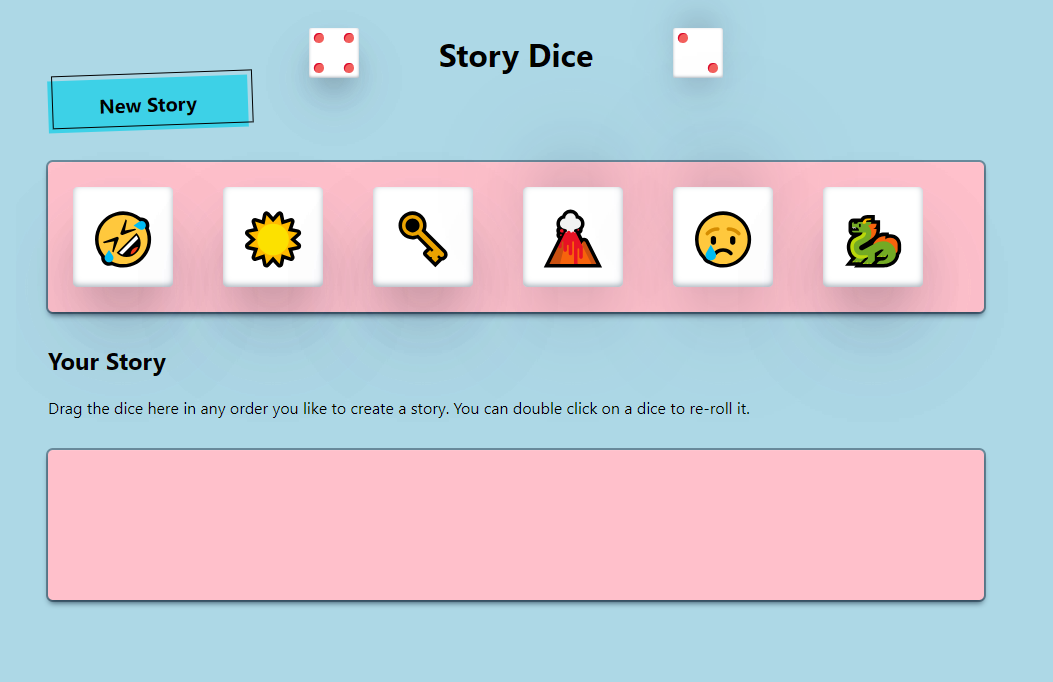 Story Dice
New Story
Your Story
Drag the dice here in any order you like to create a story. You can double click on a dice to re-roll it.